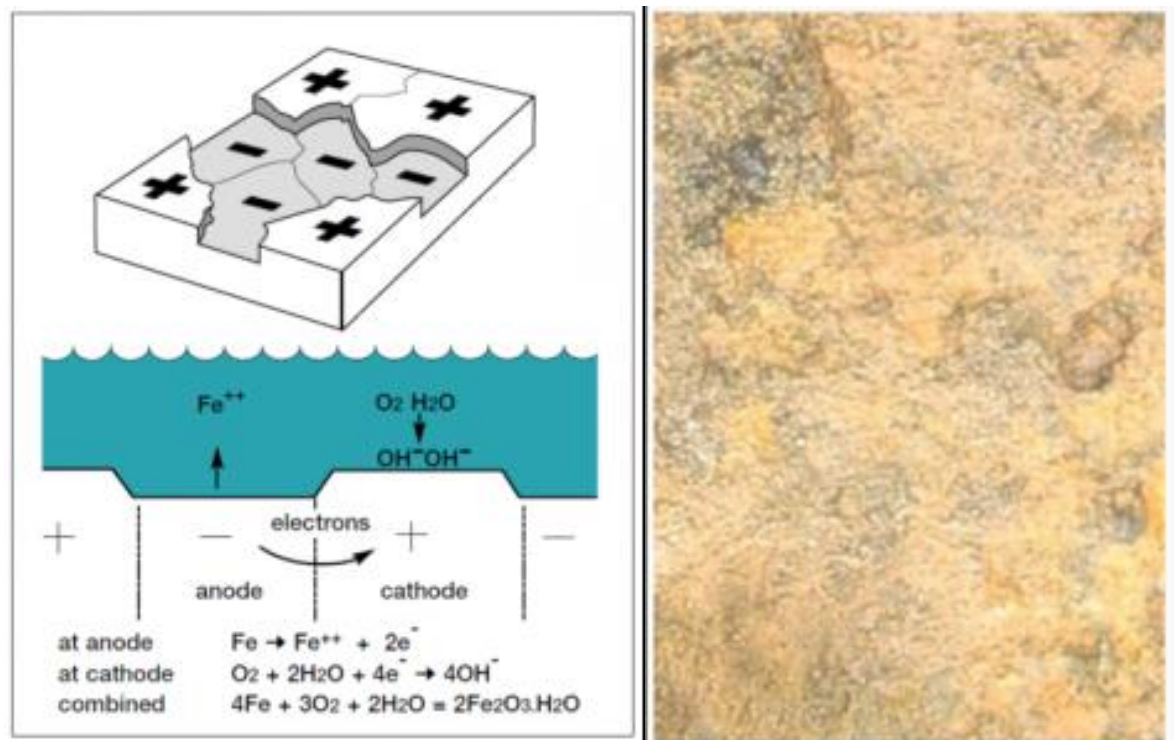 + +
- - -
+ - +
Fe++ O2 H2O
OH-OH-
electrons
+ - + -
anode cathode
at anode Fe → Fe++ + 2e-
at cathode O2 + 2H2O + 4e- → 4OH-
combined 4Fe + 3O2 + 2H2O = 2Fe2O3.H2O